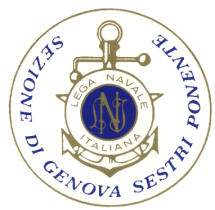 SEZIONE DI GENOVA SESTRI PONENTE
LEGA NAVALE
ITALIANA